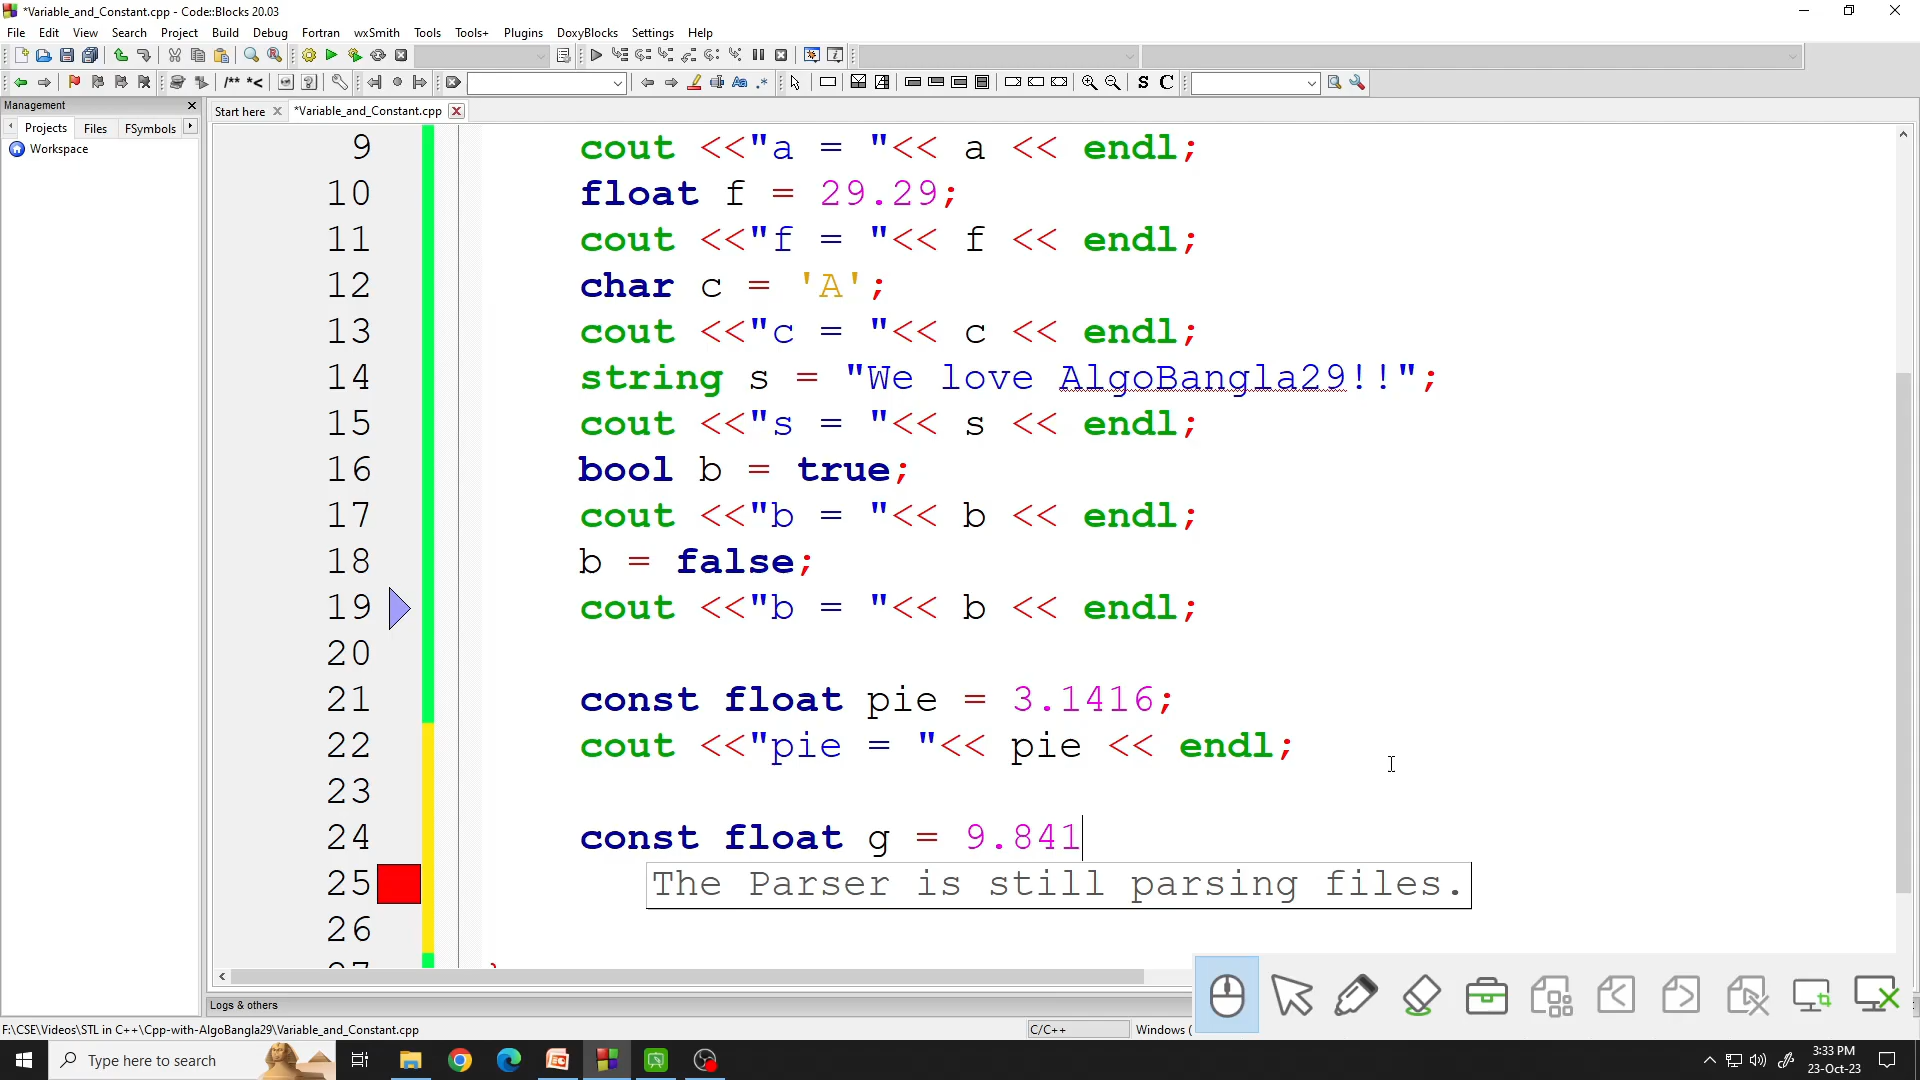 *Variable_and_Constant.cpp - Code::Blocks 20.03
File Edit View Search Project Build Debug Fortran wxSmith Tools Tools+ Plugins DoxyBlocks Settings Help
/** *< Aa .* S C
Management
Projects Files FSymbols
Workspace
Start here *Variable_and_Constant.cpp
9 cout <<"a = "<< a << endl;
10 float f = 29.29;
11 cout <<"f = "<< f << endl;
12 char c = 'A';
13 cout <<"c = "<< c << endl;
14 string s = "We love AlgoBangla29!!";
15 cout <<"s = "<< s << endl;
16 bool b = true;
17 cout <<"b = "<< b << endl;
18 b = false;
19 cout <<"b = "<< b << endl;
20
21 const float pie = 3.1416;
22 cout <<"pie = "<< pie << endl;
23
24 const float g = 9.841
25 The Parser is still parsing files.
26
Logs & others
F:\CSE\Videos\STL in C++\Cpp-with-AlgoBangla29\Variable_and_Constant.cpp C/C++ Windows (
Type here to search
3:33 PM
23-Oct-23